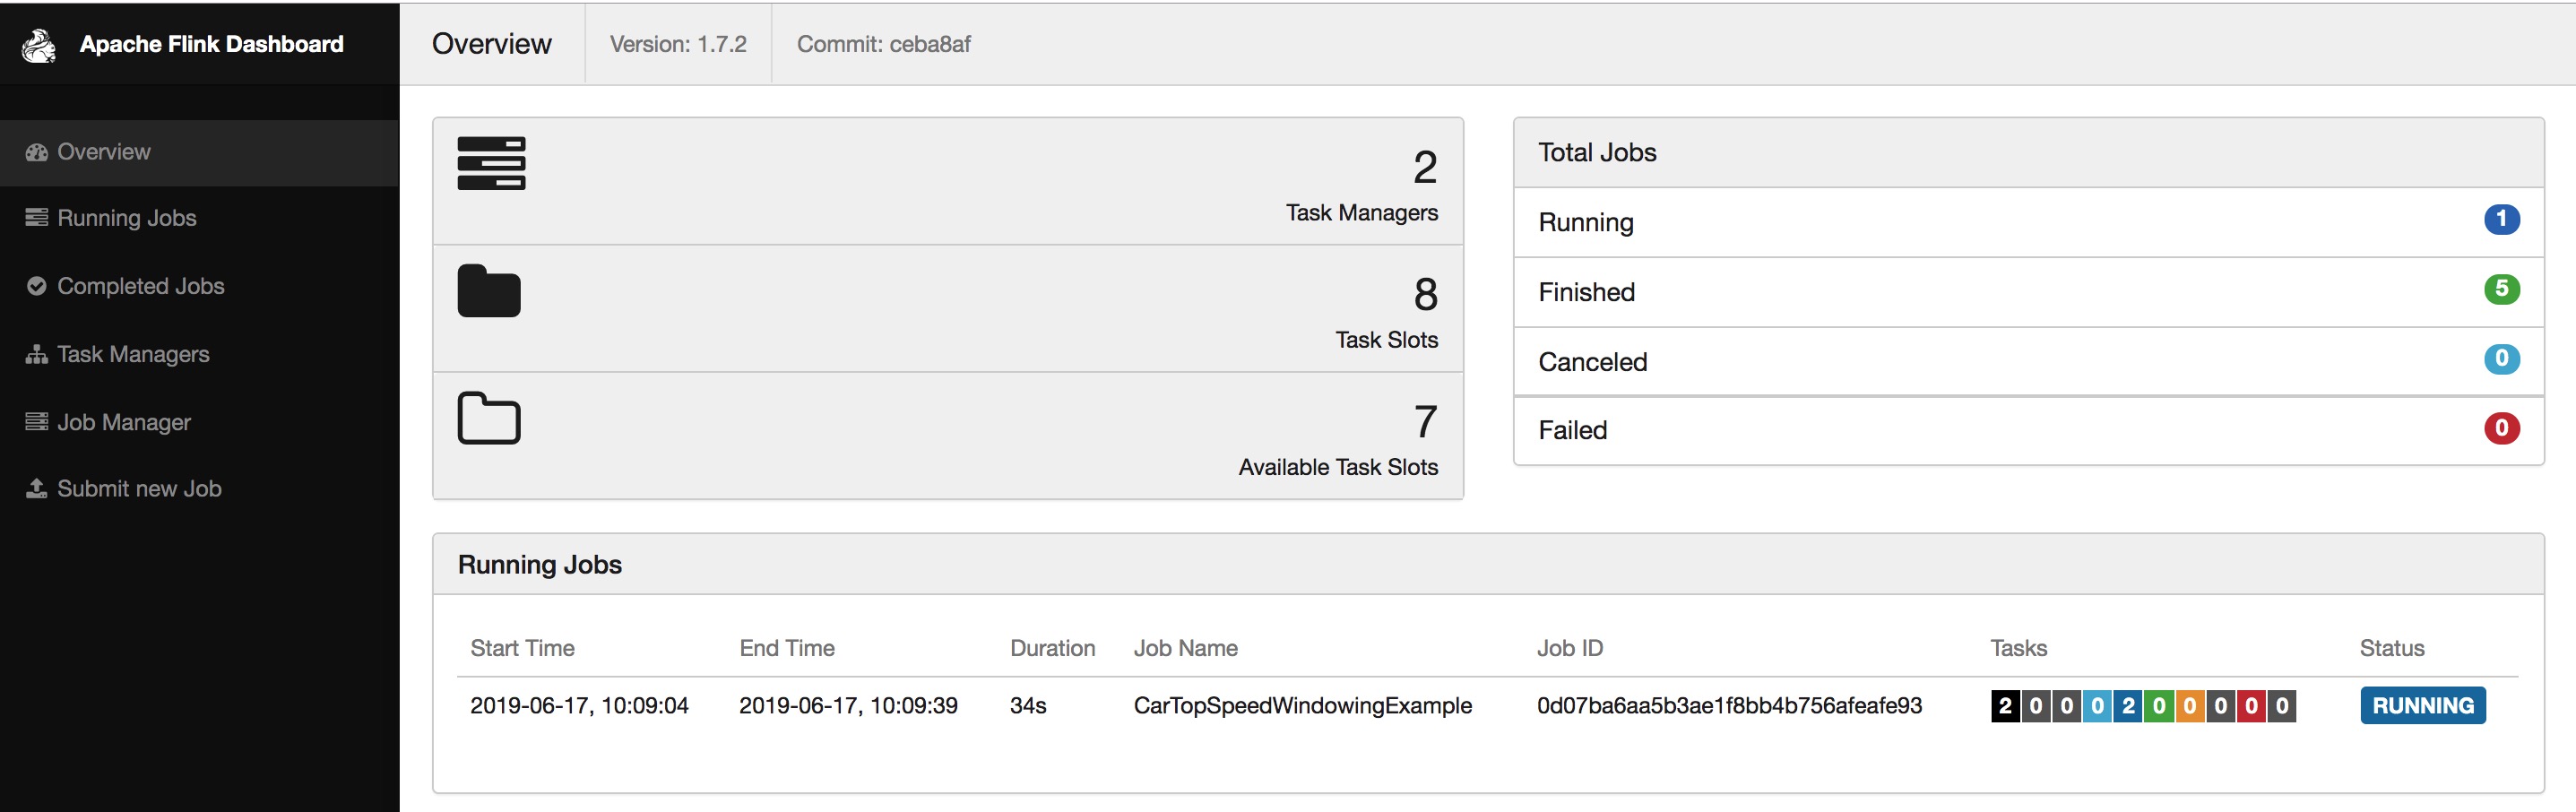 Apache Flink Dashboard
Overview
Version: 1.7.2
Commit: ceba8af
Overview
Running Jobs
Completed Jobs
Task Managers
Job Manager
Submit new Job
2
Task Managers
8
Task Slots
7
Available Task Slots
Total Jobs
Running 1
Finished 5
Canceled 0
Failed 0
Running Jobs
Start Time End Time Duration Job Name Job ID Tasks Status
2019-06-17, 10:09:04 2019-06-17, 10:09:39 34s CarTopSpeedWindowingExample 0d07ba6aa5b3ae1f8bb4b756afeafe93 2 0 0 0 2 0 0 0 0 0 RUNNING